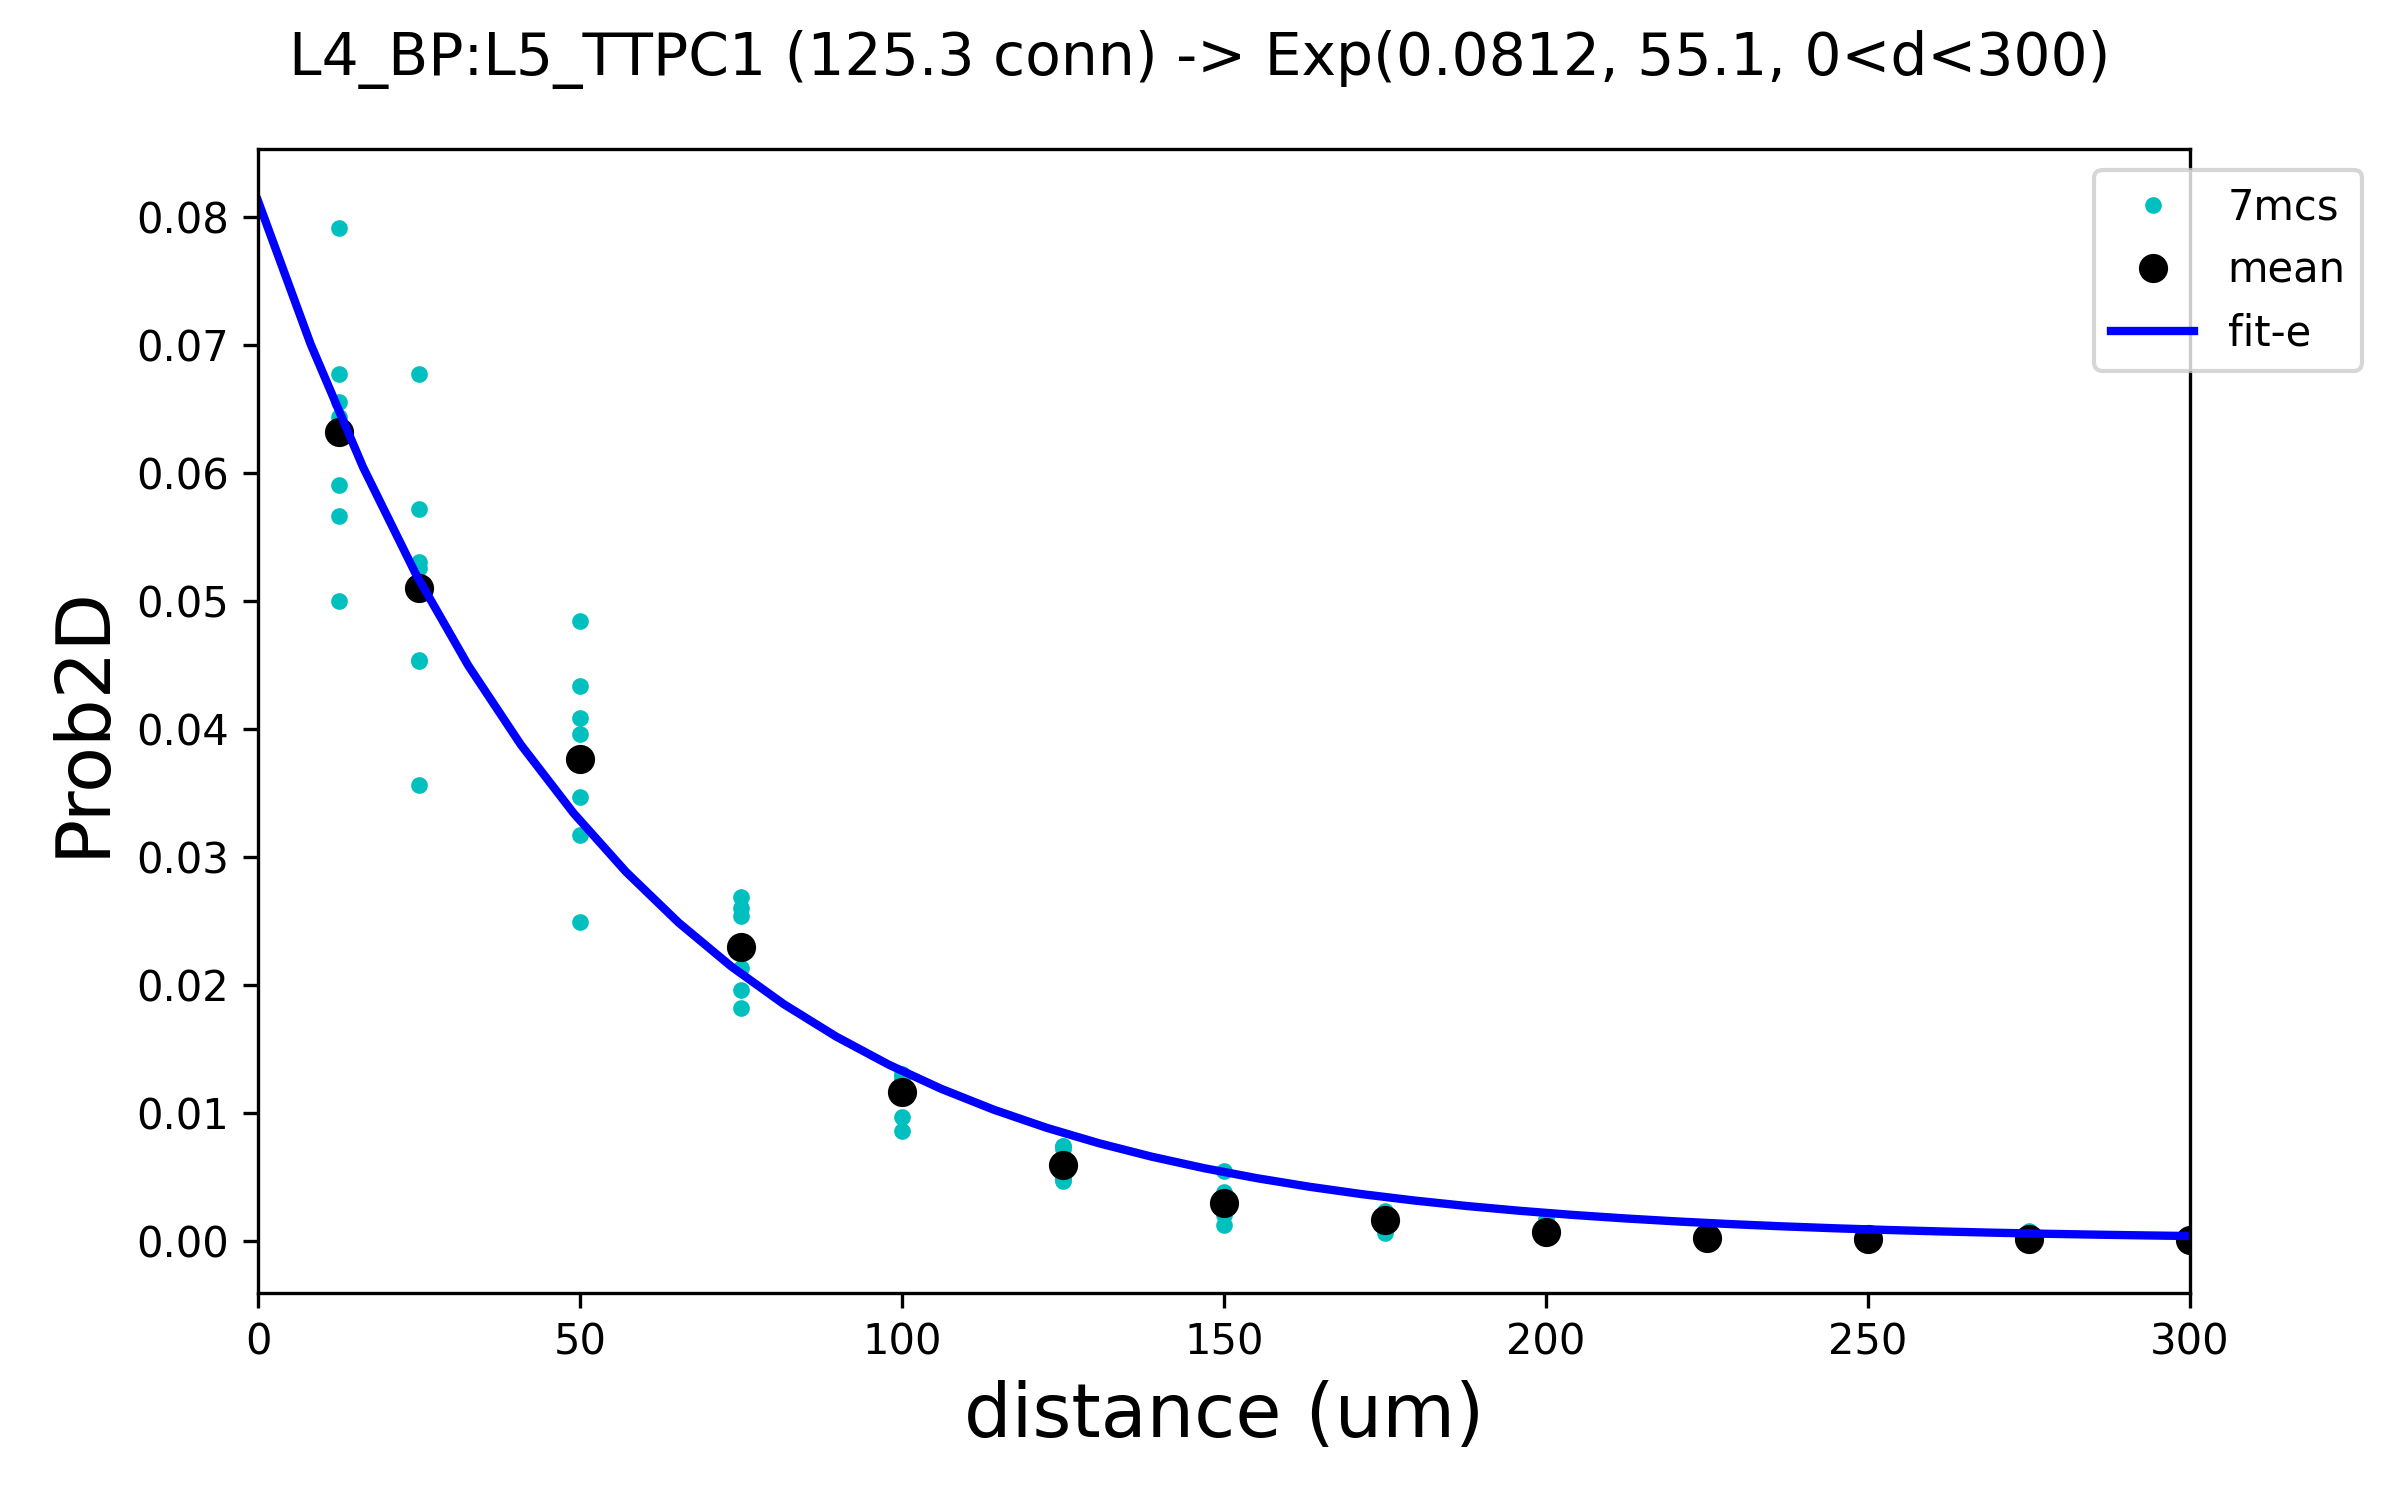 L4_BP:L5_TTPC1 (125.3 conn) -> Exp(0.0812, 55.1, 0<d<300)
7mcs
mean
fit-e
Prob2D
0.08
0.07
0.06
0.05
0.04
0.03
0.02
0.01
0.00
0 50 100 150 200 250 300
distance (um)